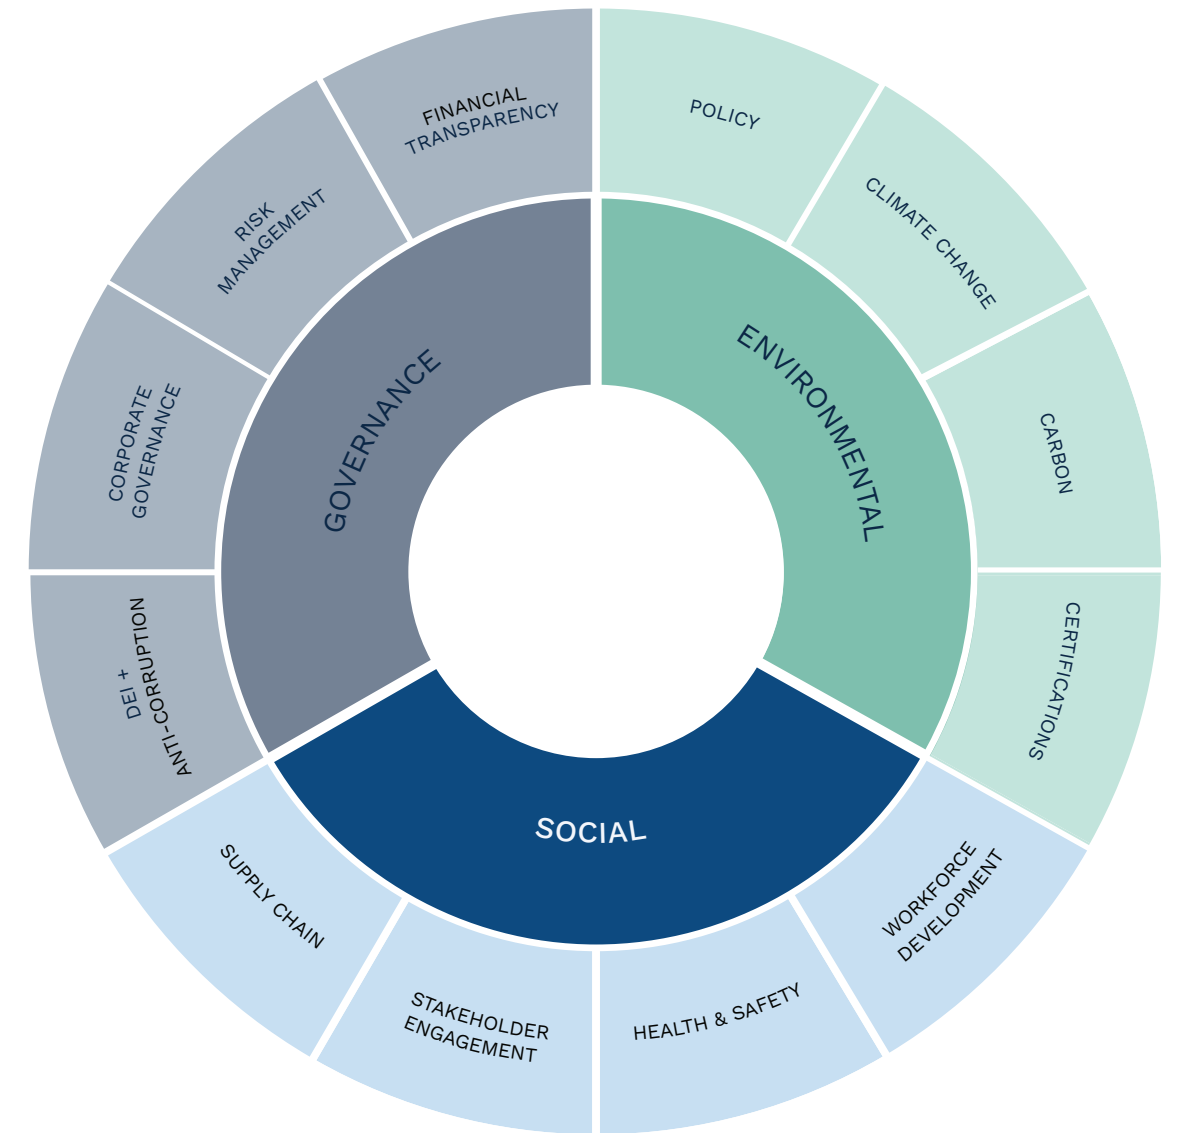 ENVIRONMENTAL
POLICY
CLIMATE CHANGE
CARBON
CERTIFICATIONS
SOCIAL
WORKFORCE
DEVELOPMENT
HEALTH & SAFETY
STAKEHOLDER
ENGAGEMENT
SUPPLY CHAIN
GOVERNANCE
DEI +
ANTI-CORRUPTION
CORPORATE
GOVERNANCE
RISK
MANAGEMENT
FINANCIAL
TRANSPARENCY